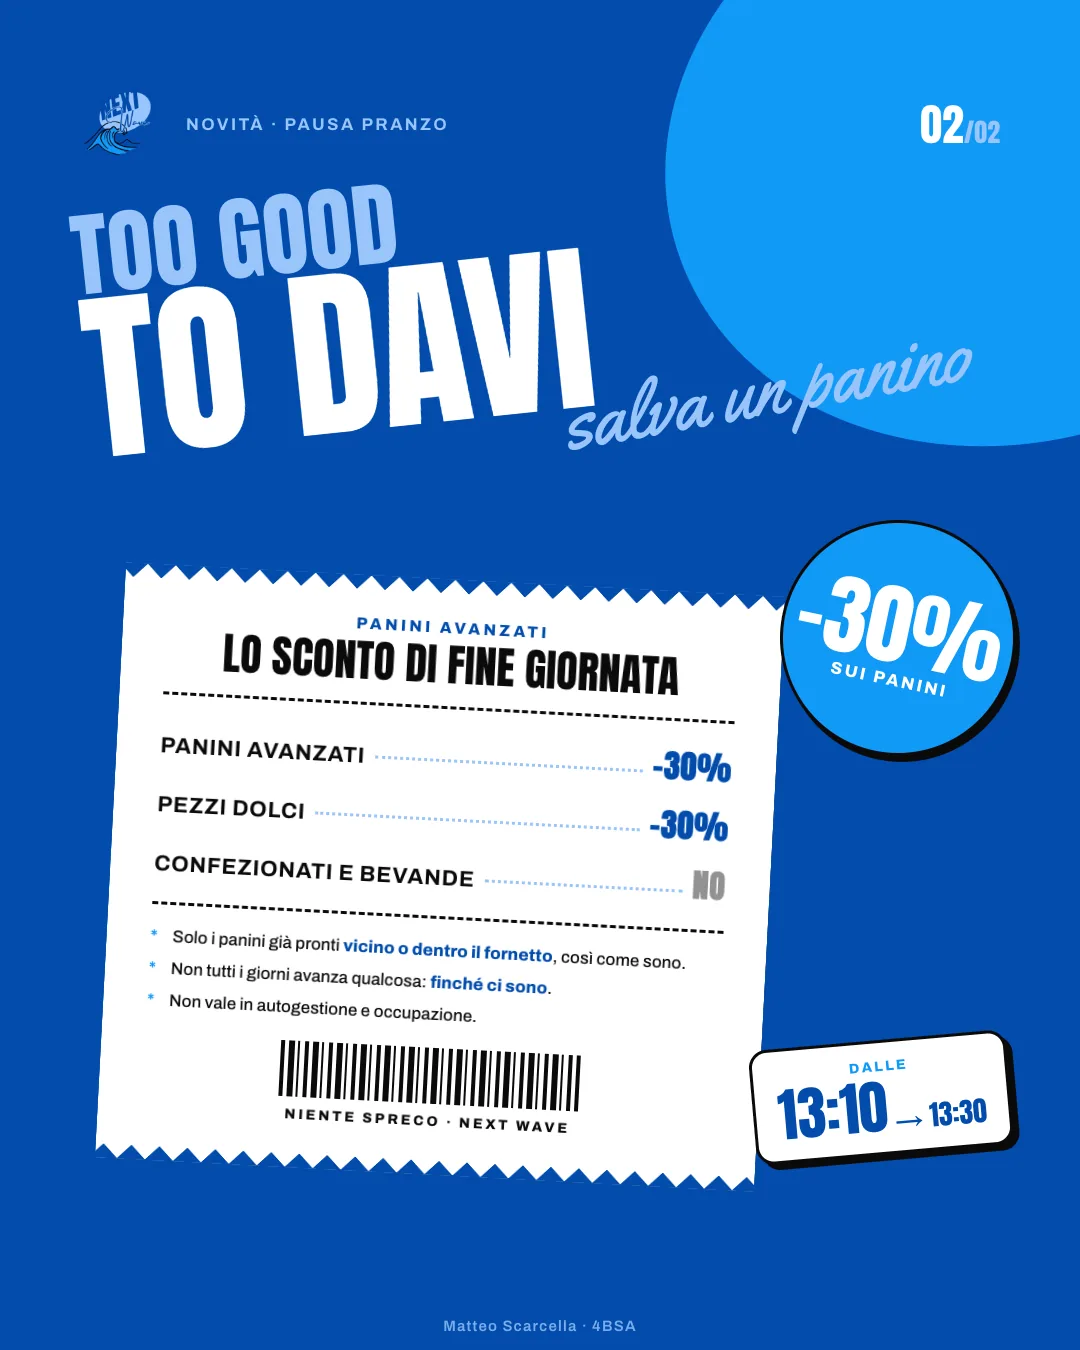 NEXT
NOVITÀ · PAUSA PRANZO
02/02
TOO GOOD
TO DAVI
salva un panino
-30%
SUI PANINI
PANINI AVANZATI
LO SCONTO DI FINE GIORNATA
PANINI AVANZATI -30%
PEZZI DOLCI -30%
CONFEZIONATI E BEVANDE NO
* Solo i panini già pronti vicino o dentro il fornetto, così come sono.
* Non tutti i giorni avanza qualcosa: finché ci sono.
* Non vale in autogestione e occupazione.
NIENTE SPRECO · NEXT WAVE
DALLE
13:10 → 13:30
Matteo Scarcella · 4BSA